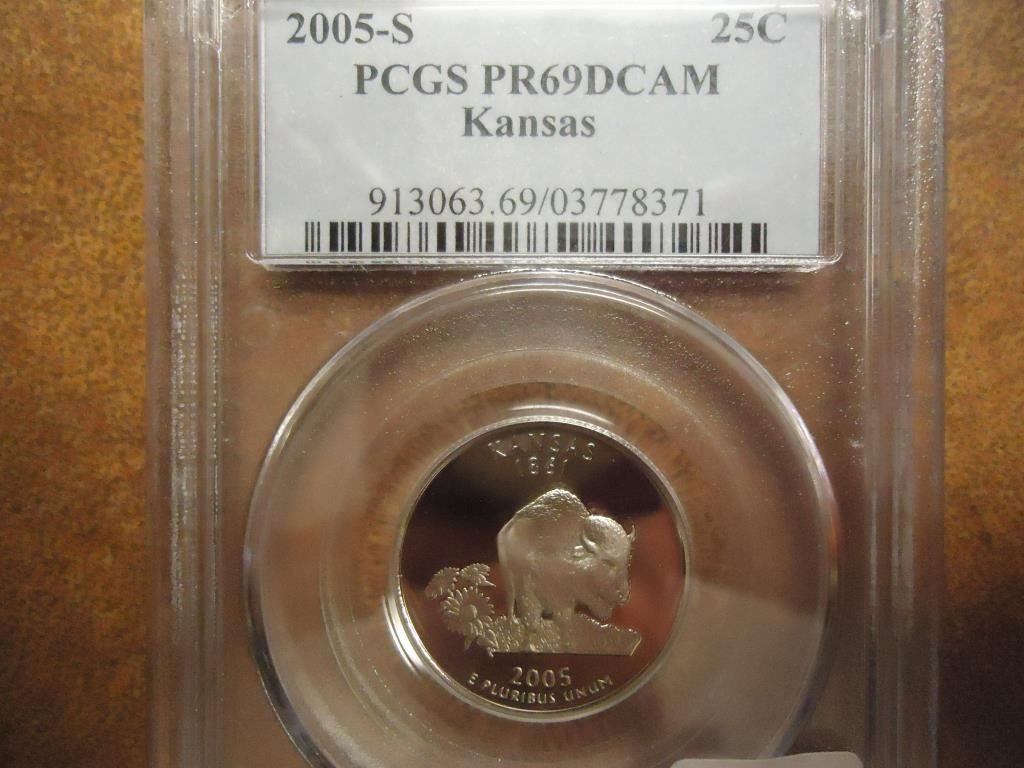 2005-S 25C
PCGS PR69DCAM
Kansas
913063.69/03778371
KANSAS
1861
2005
E PLURIBUS UNUM